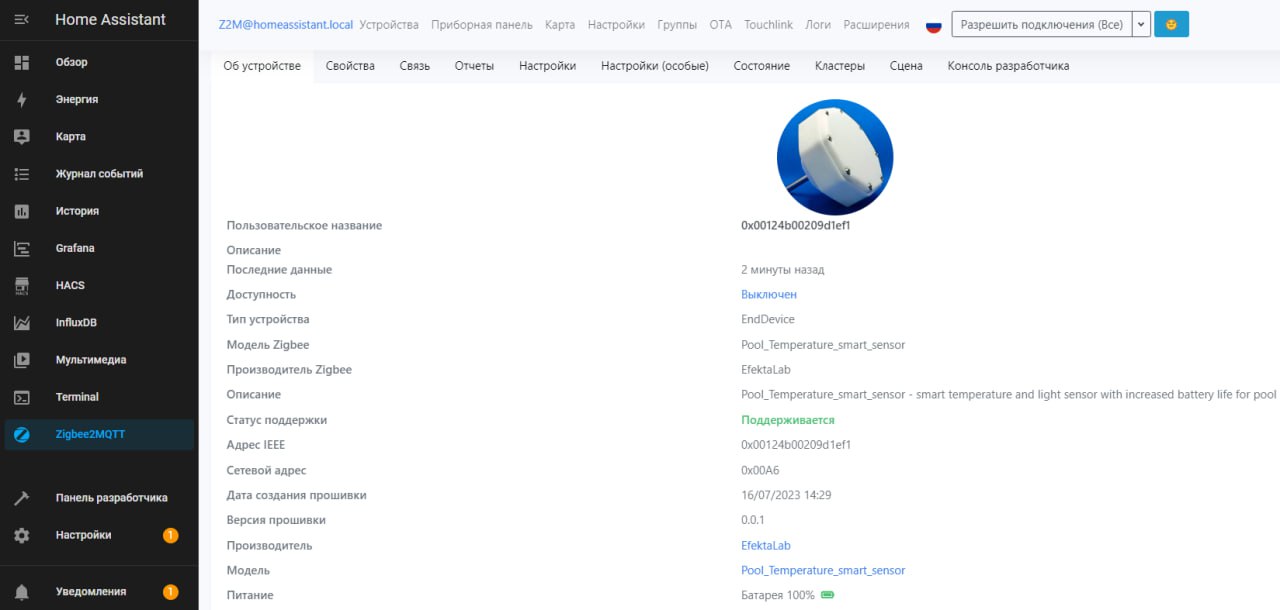 Home Assistant
Обзор
Энергия
Карта
Журнал событий
История
Grafana
HACS
HACS
InfluxDB
Мультимедиа
Terminal
Zigbee2MQTT
Панель разработчика
Настройки 1
Уведомления 1
Z2M@homeassistant.local Устройства Приборная панель Карта Настройки Группы OTA Touchlink Логи Расширения Разрешить подключения (Все)
Об устройстве Свойства Связь Отчеты Настройки Настройки (особые) Состояние Кластеры Сцена Консоль разработчика
Пользовательское название 0x00124b00209d1ef1
Описание
Последние данные 2 минуты назад
Доступность Выключен
Тип устройства EndDevice
Модель Zigbee Pool_Temperature_smart_sensor
Производитель Zigbee EfektaLab
Описание Pool_Temperature_smart_sensor - smart temperature and light sensor with increased battery life for pool
Статус поддержки Поддерживается
Адрес IEEE 0x00124b00209d1ef1
Сетевой адрес 0x00A6
Дата создания прошивки 16/07/2023 14:29
Версия прошивки 0.0.1
Производитель EfektaLab
Модель Pool_Temperature_smart_sensor
Питание Батарея 100%